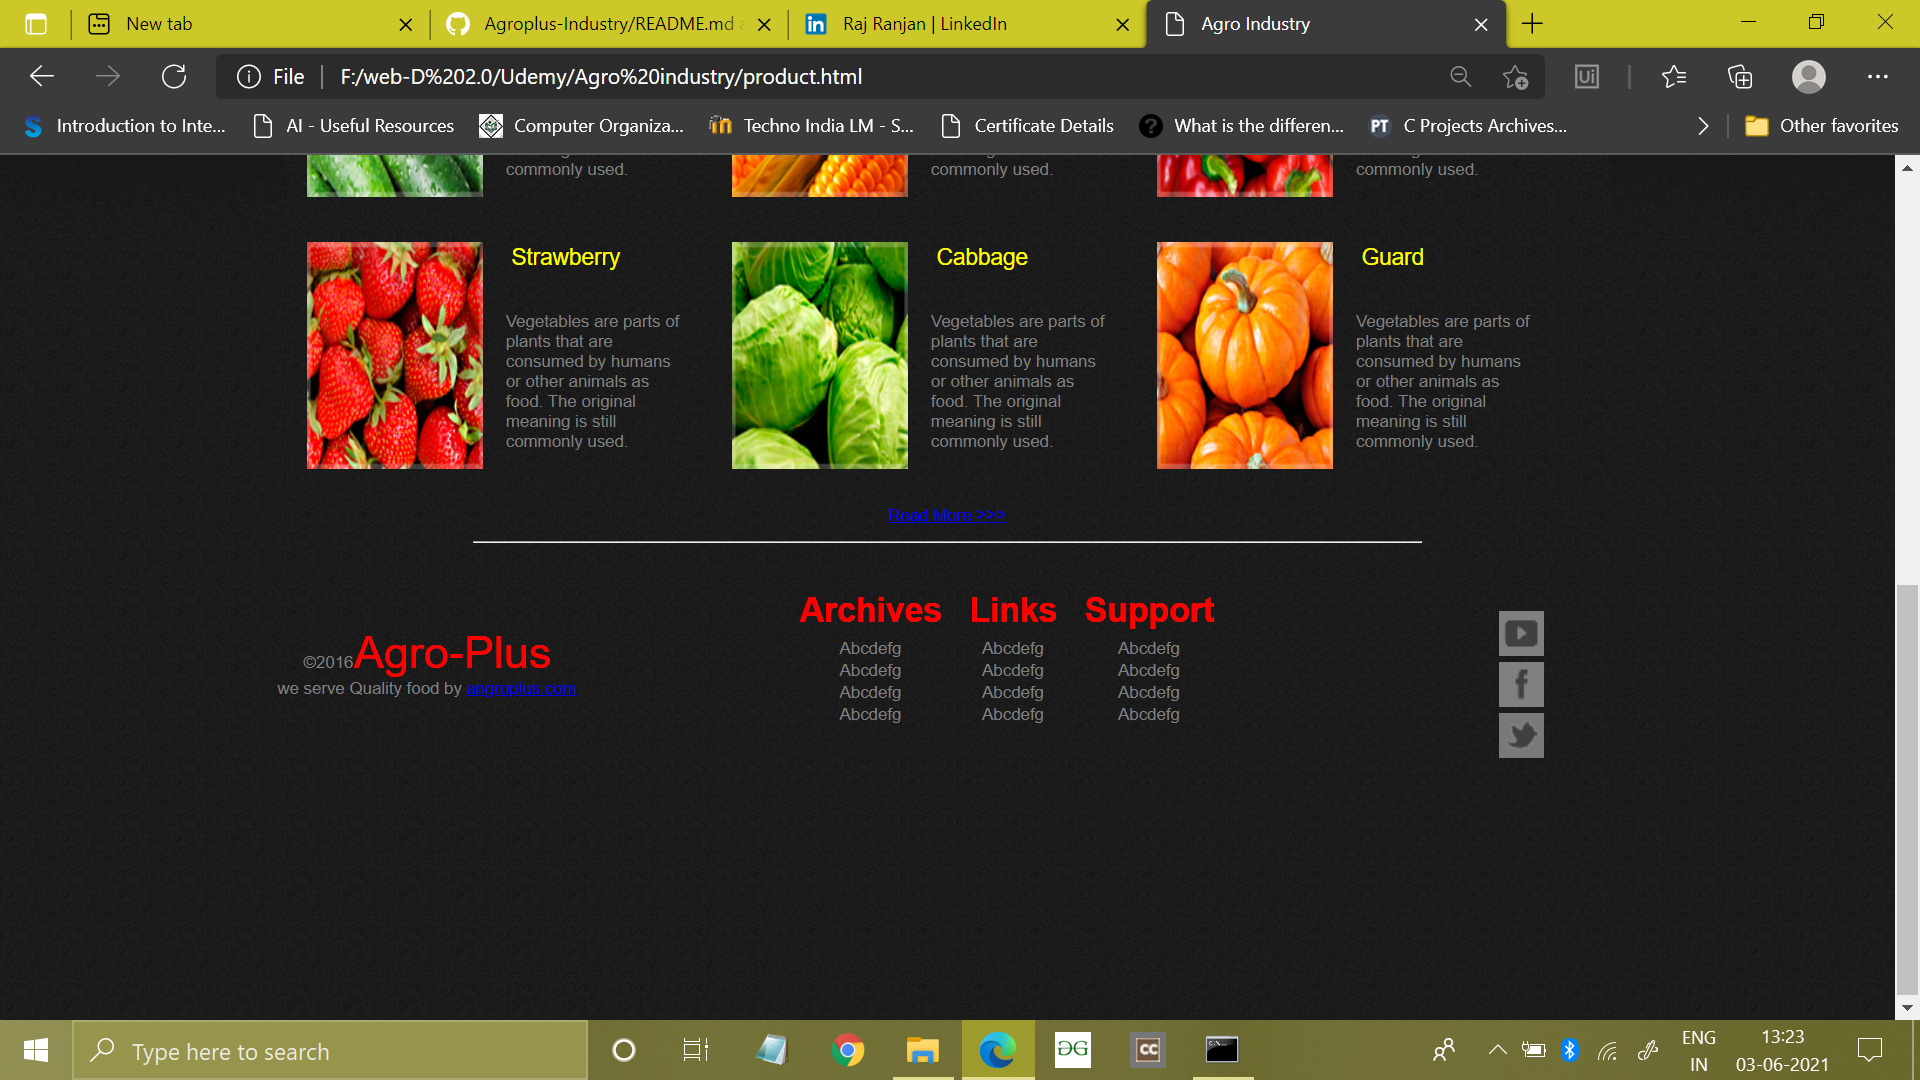 New tab
Agroplus-Industry/README.md
Raj Ranjan | LinkedIn
Agro Industry
File
F:/web-D%202.0/Udemy/Agro%20industry/product.html
Introduction to Inte...
AI - Useful Resources
Computer Organiza...
Techno India LM - S...
Certificate Details
What is the differen...
PT C Projects Archives...
Other favorites
commonly used.
commonly used.
commonly used.
Strawberry
Vegetables are parts of
plants that are
consumed by humans
or other animals as
food. The original
meaning is still
commonly used.
Cabbage
Vegetables are parts of
plants that are
consumed by humans
or other animals as
food. The original
meaning is still
commonly used.
Guard
Vegetables are parts of
plants that are
consumed by humans
or other animals as
food. The original
meaning is still
commonly used.
Read More >>>
©2016Agro-Plus
we serve Quality food by angroplus.com
Archives
Abcdefg
Abcdefg
Abcdefg
Abcdefg
Links
Abcdefg
Abcdefg
Abcdefg
Abcdefg
Support
Abcdefg
Abcdefg
Abcdefg
Abcdefg
Type here to search
CC
ENG
IN
13:23
03-06-2021